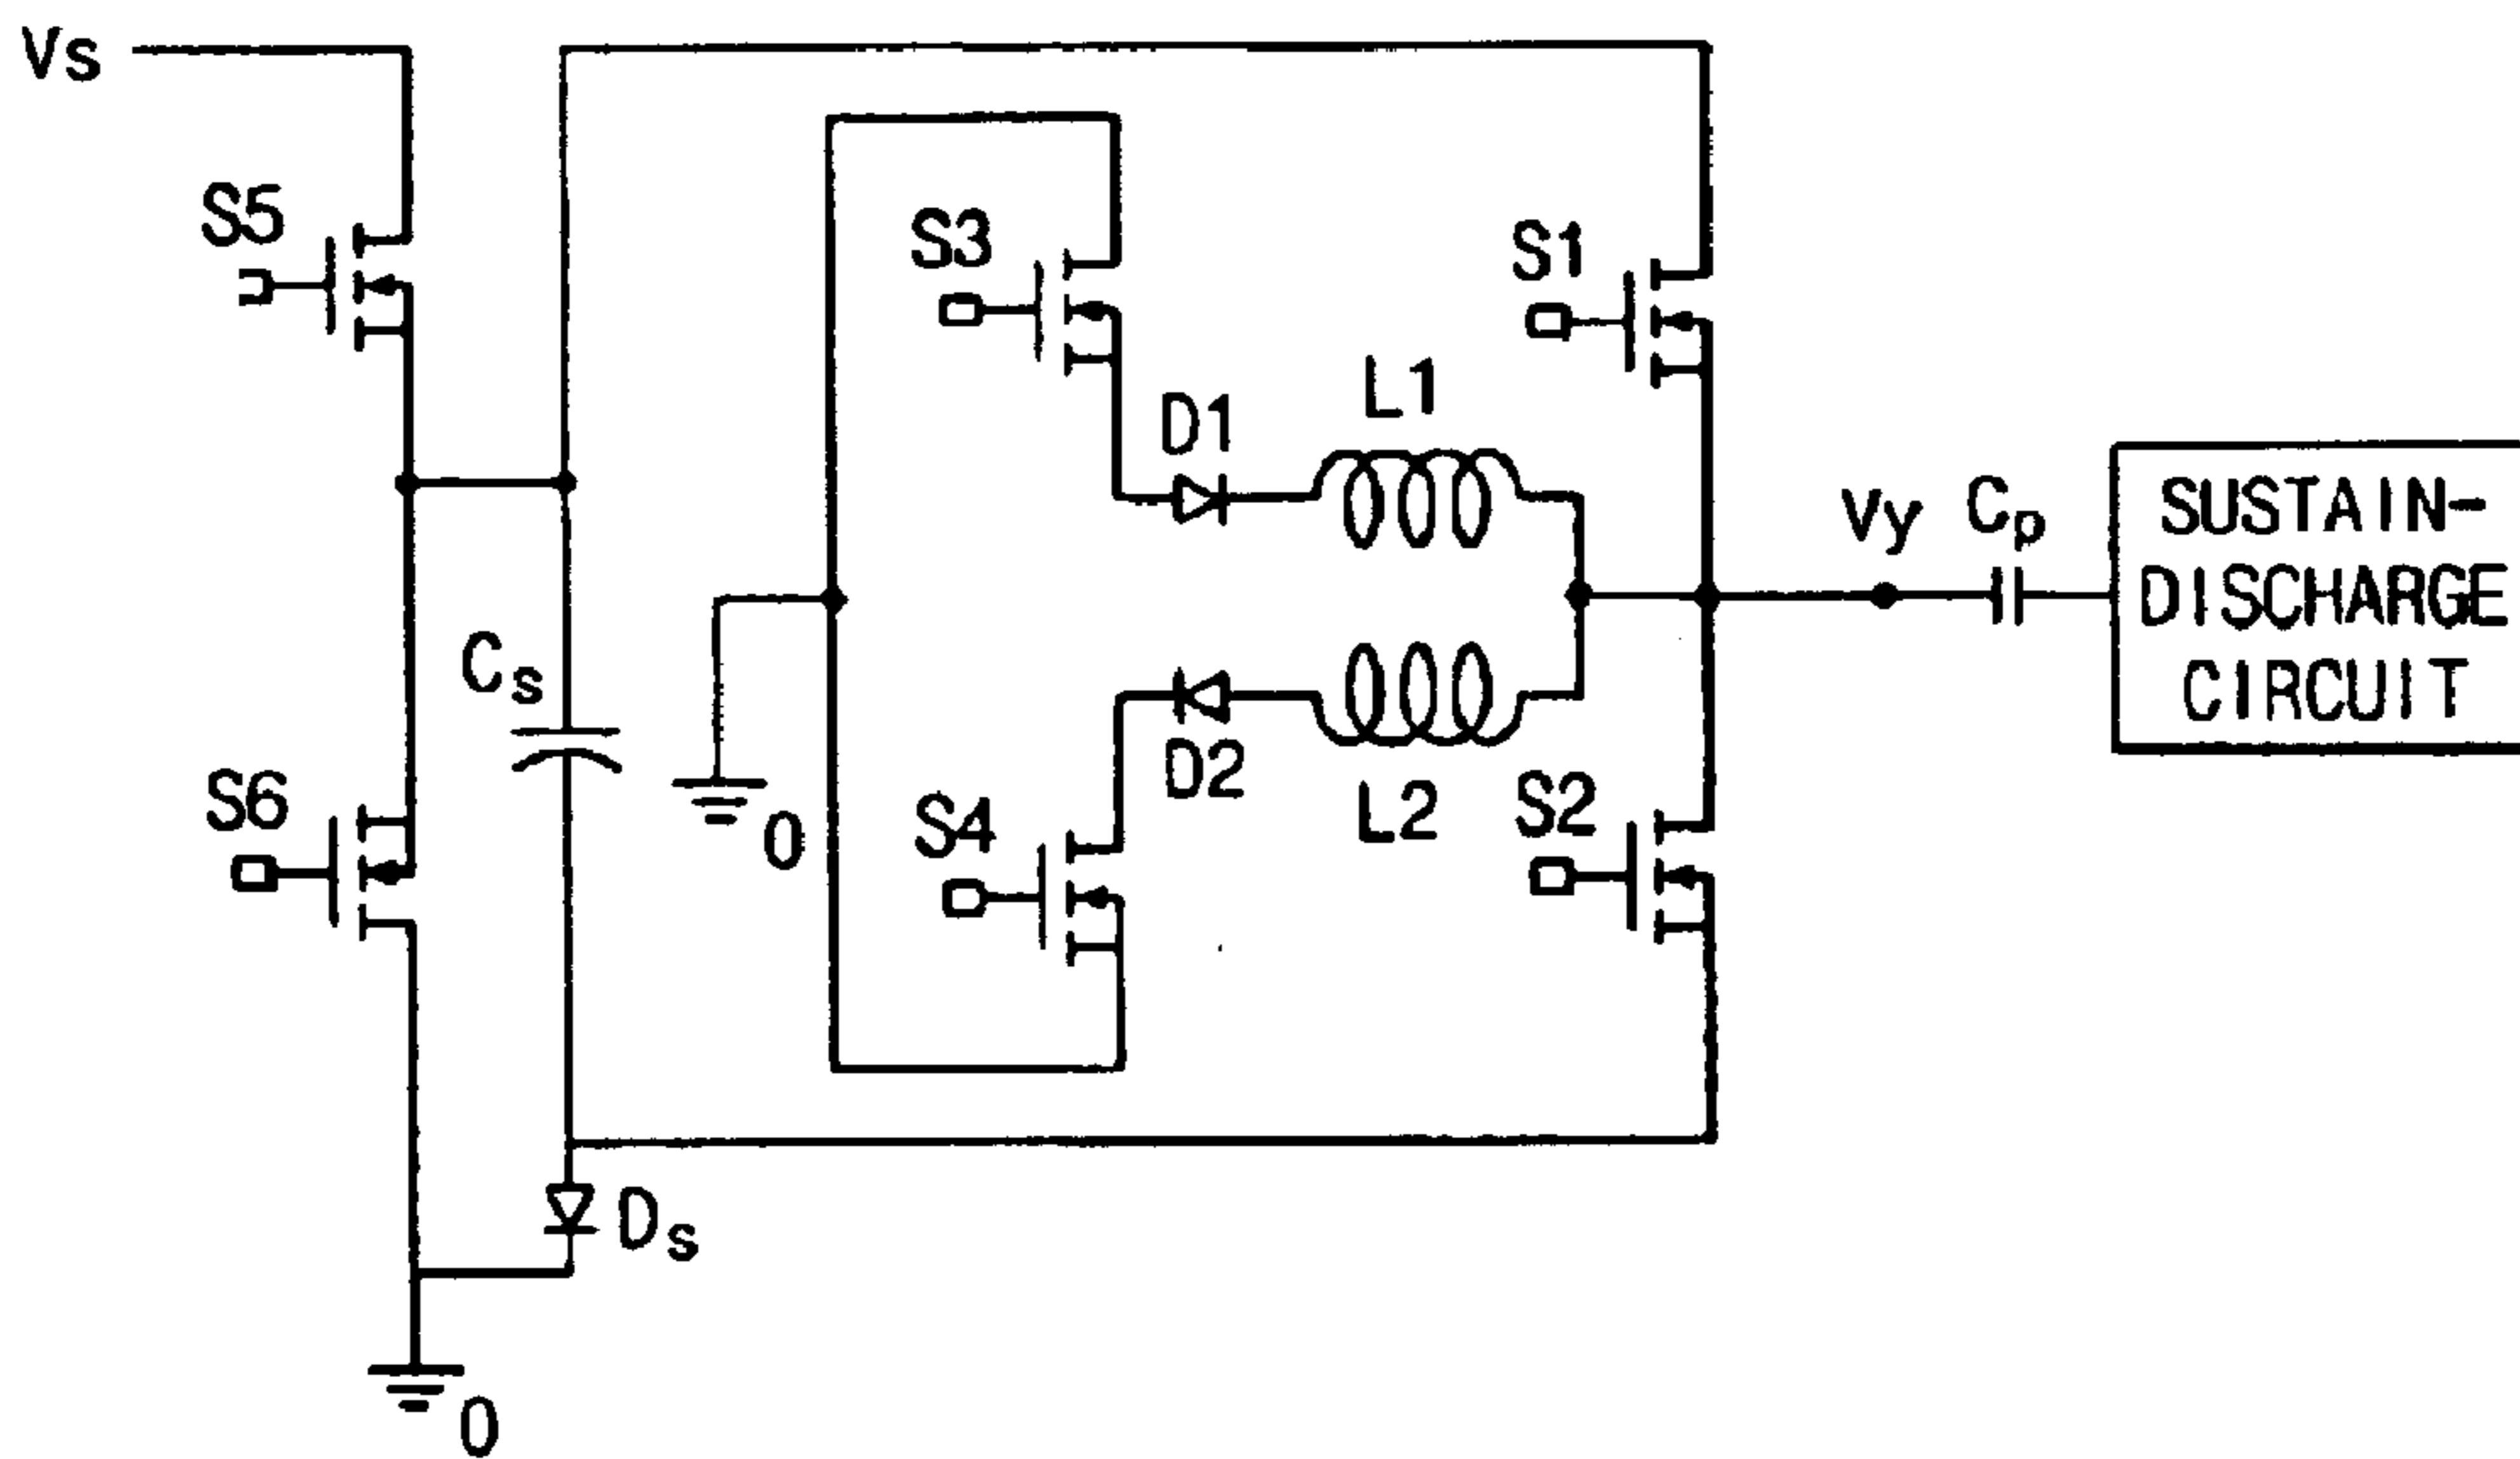 Vs
S5
S3
S1
L1
D1
Vy
Cp
SUSTAIN-
DISCHARGE
CIRCUIT
Cs
S6
0
S4
D2
L2
S2
Ds
0